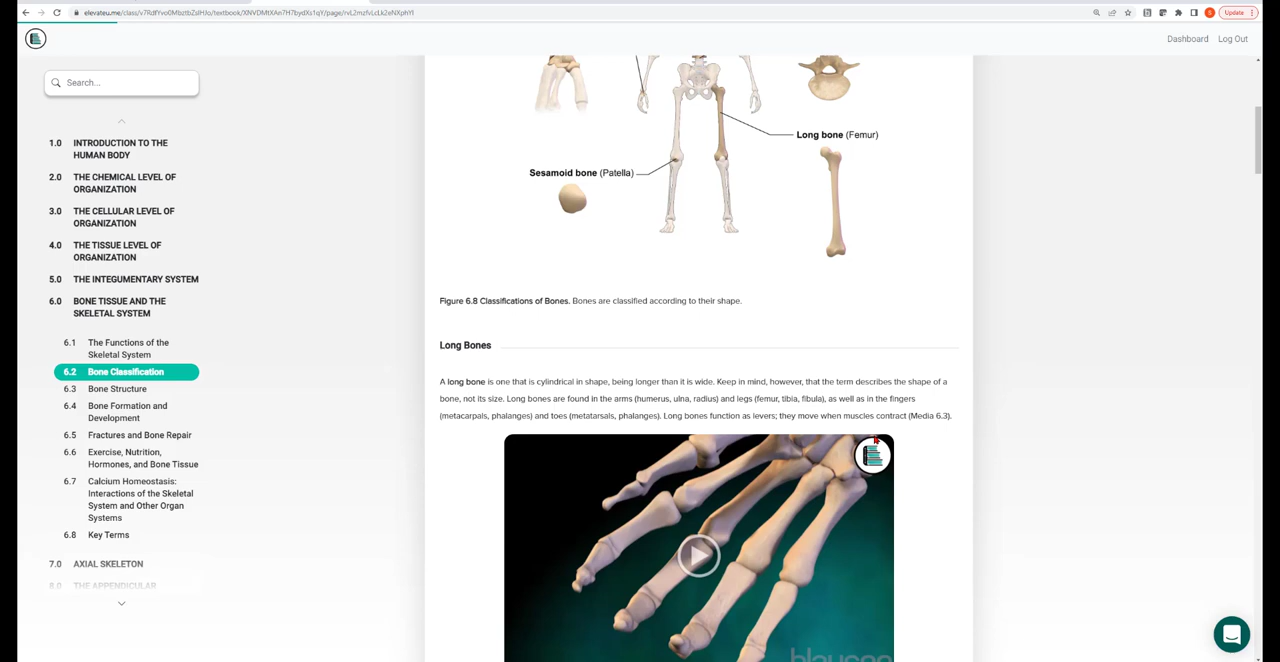 elevateu.me/class/
Update
Dashboard Log Out
Search...
1.0 INTRODUCTION TO THE
HUMAN BODY
2.0 THE CHEMICAL LEVEL OF
ORGANIZATION
3.0 THE CELLULAR LEVEL OF
ORGANIZATION
4.0 THE TISSUE LEVEL OF
ORGANIZATION
5.0 THE INTEGUMENTARY SYSTEM
6.0 BONE TISSUE AND THE
SKELETAL SYSTEM
6.1 The Functions of the
Skeletal System
6.2 Bone Classification
6.3 Bone Structure
6.4 Bone Formation and
Development
6.5 Fractures and Bone Repair
6.6 Exercise, Nutrition,
Hormones, and Bone Tissue
6.7 Calcium Homeostasis:
Interactions of the Skeletal
System and Other Organ
Systems
6.8 Key Terms
7.0 AXIAL SKELETON
8.0 THE APPENDICULAR
Long bone (Femur)
Sesamoid bone (Patella)
Figure 6.8 Classifications of Bones. Bones are classified according to their shape.
Long Bones
A long bone is one that is cylindrical in shape, being longer than it is wide. Keep in mind, however, that the term describes the shape of a
bone, not its size. Long bones are found in the arms (humerus, ulna, radius) and legs (femur, tibia, fibula), as well as in the fingers
(metacarpals, phalanges) and toes (metatarsals, phalanges). Long bones function as levers; they move when muscles contract (Media 6.3).